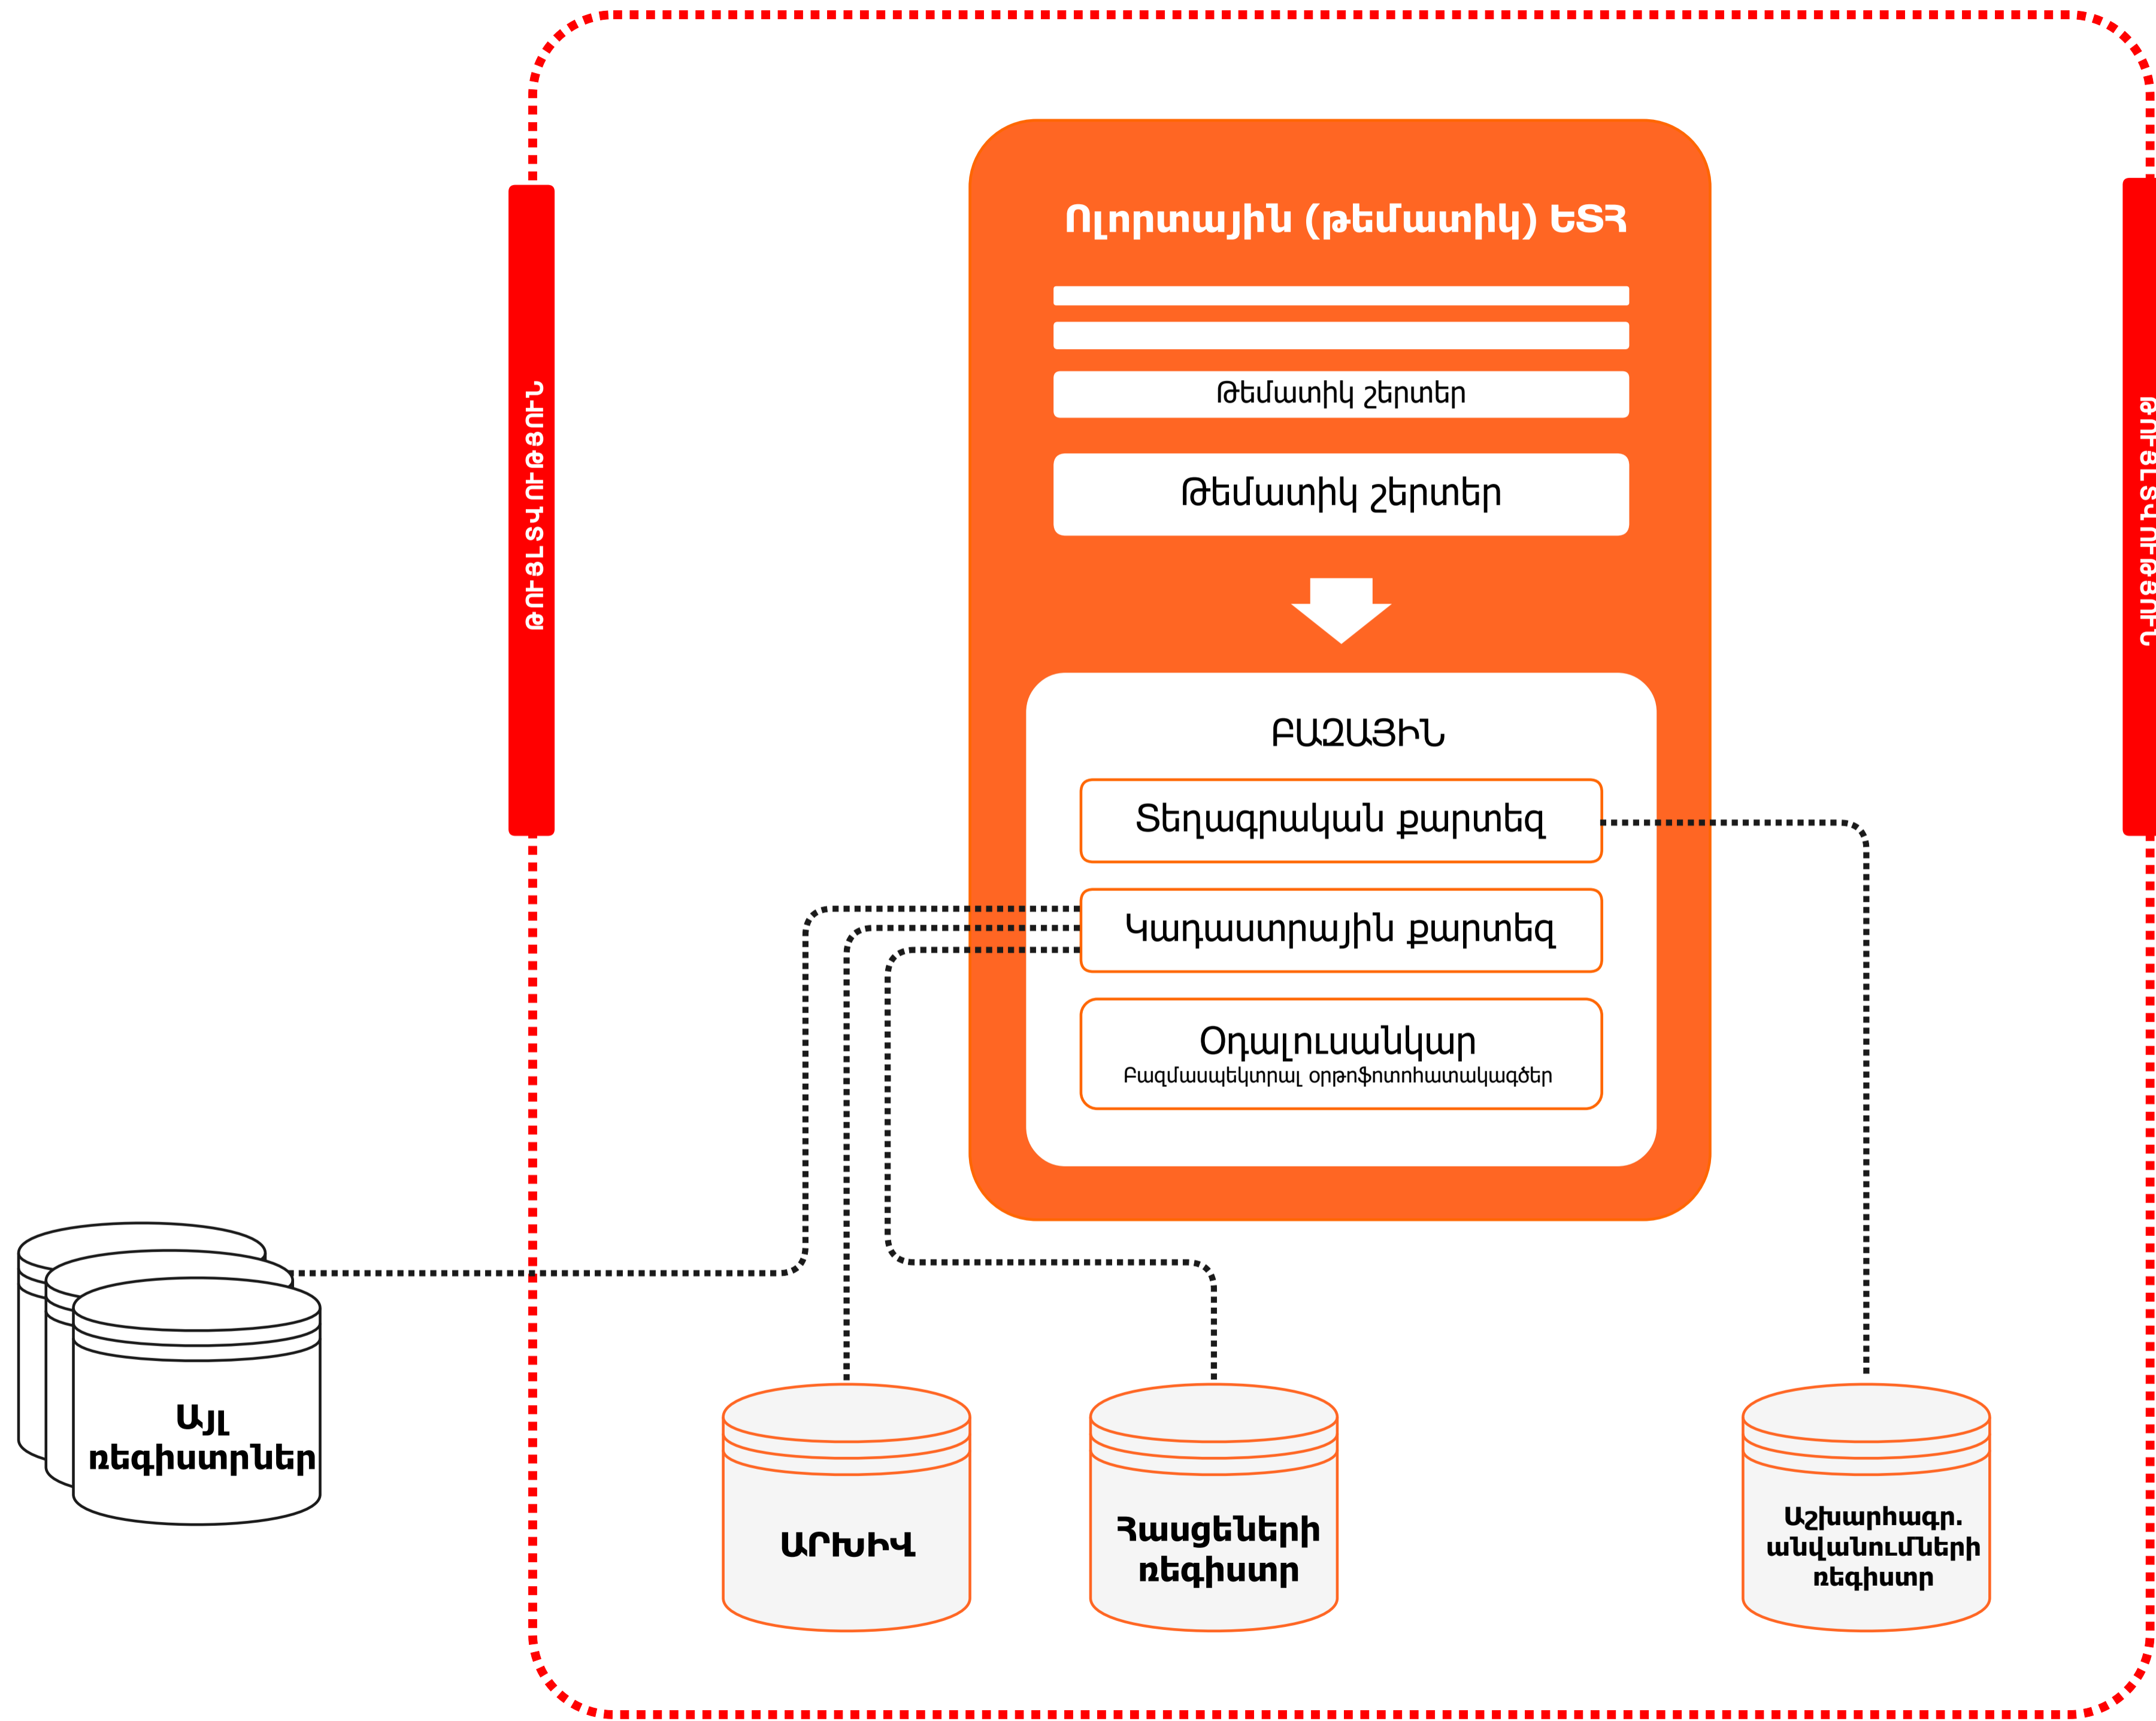 Ոլորտային (թեմատիկ) ԵՏՀ
Թեմատիկ շերտեր
Թեմատիկ շերտեր
ԲԱԶԱՅԻՆ
Տեղագրական քարտեզ
Կադաստրային քարտեզ
Օդալուսանկար
Բազմասպեկտրալ օրթոֆոտոհատակագծեր
ԹՈՒՅԼՏՎՈՒԹՅՈՒՆ
Այլ
ռեգիստրներ
ԱՐԽԻՎ
Հասցեների
ռեգիստր
Աշխարհագր.
անվանումների
ռեգիստր